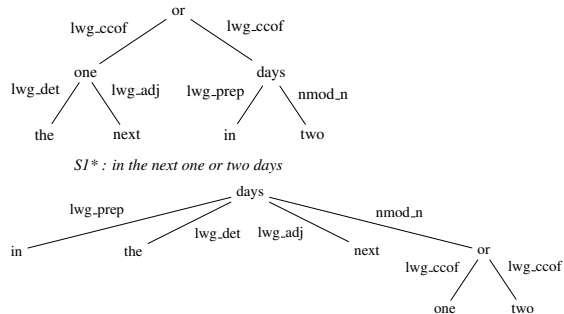 or
lwg_ccof lwg_ccof
one days
lwg_det lwg_adj lwg_prep nmod_n
the next in two
S1* : in the next one or two days
days
lwg_prep nmod_n
lwg_det lwg_adj
in the next or
lwg_ccof lwg_ccof
one two